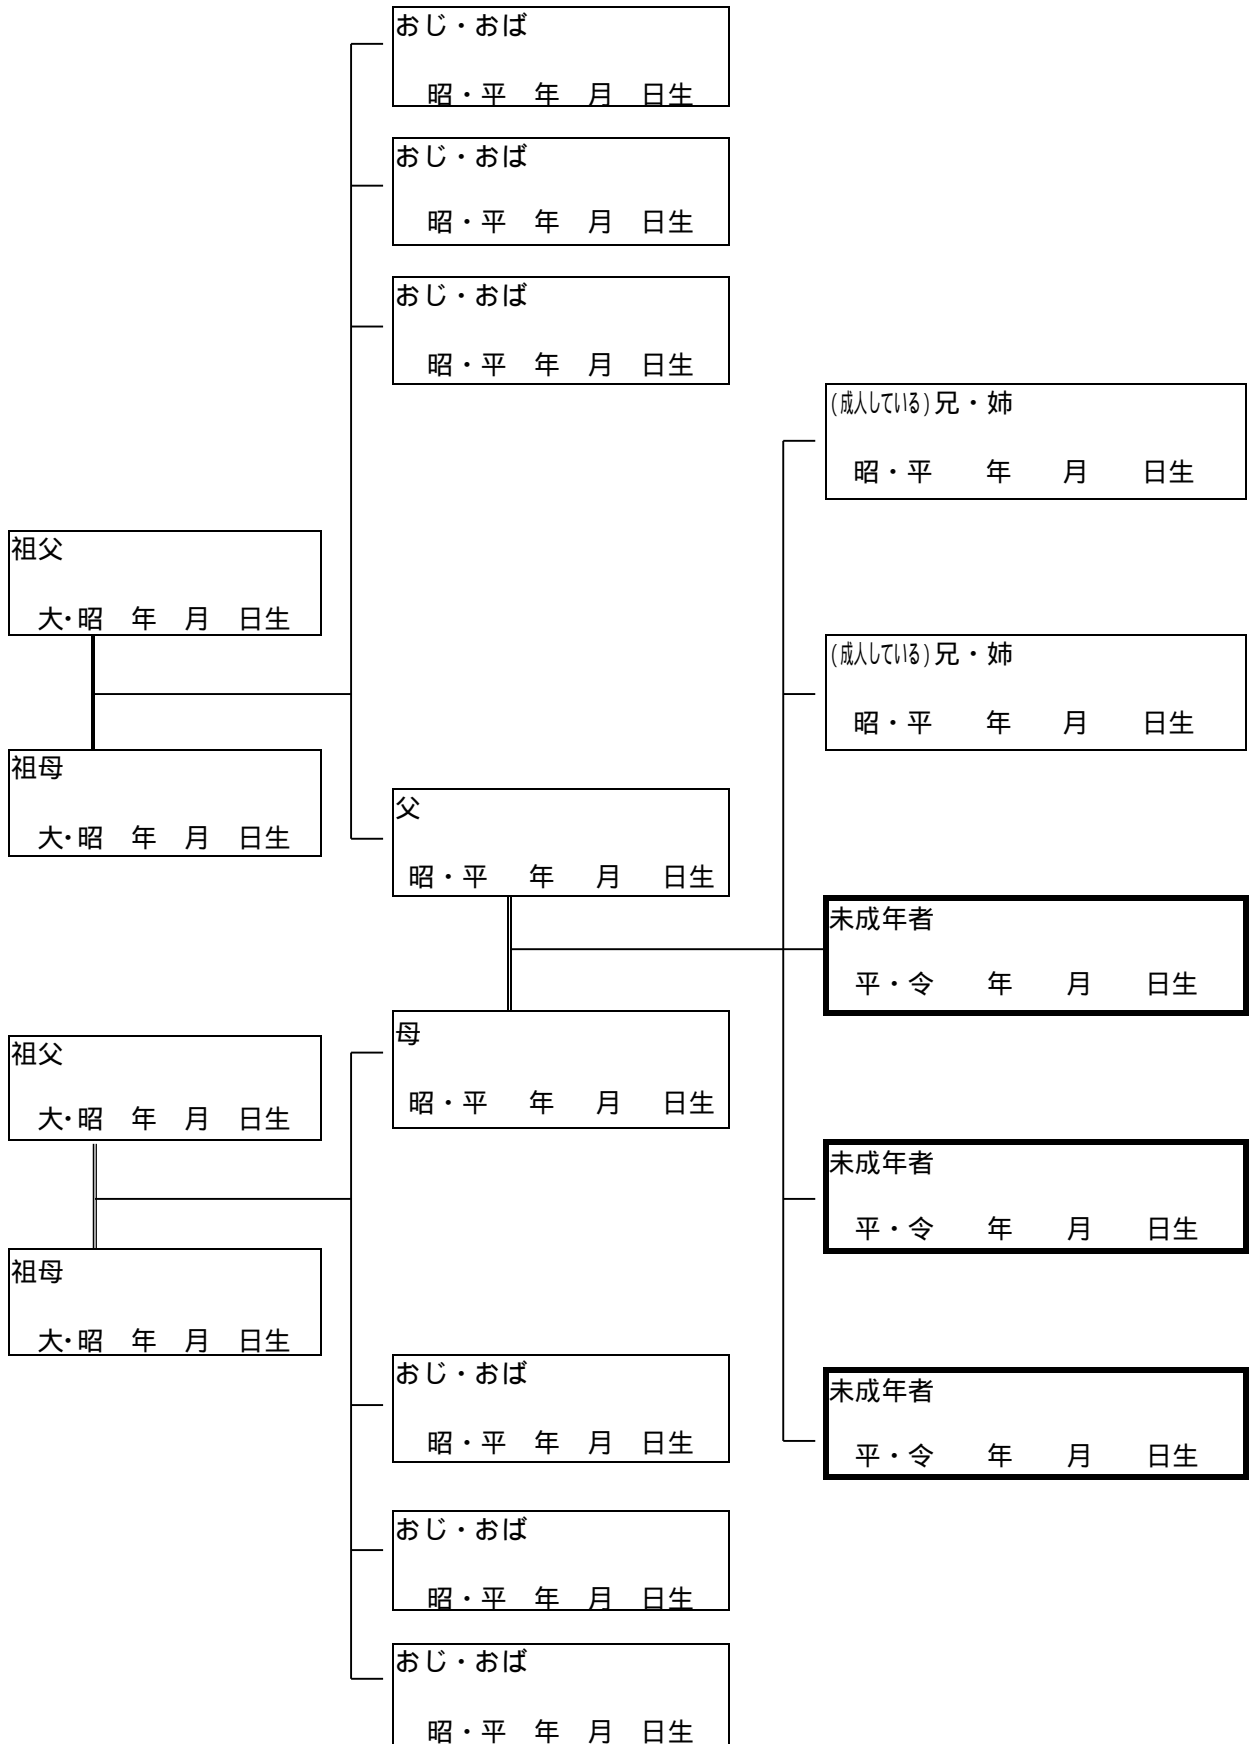 おじ・おば
昭・平 年 月 日生
おじ・おば
昭・平 年 月 日生
おじ・おば
昭・平 年 月 日生
(成人している)兄・姉
昭・平 年 月 日生
祖父
大・昭 年 月 日生
(成人している)兄・姉
昭・平 年 月 日生
祖母
大・昭 年 月 日生
父
昭・平 年 月 日生
未成年者
平・令 年 月 日生
母
昭・平 年 月 日生
祖父
大・昭 年 月 日生
未成年者
平・令 年 月 日生
祖母
大・昭 年 月 日生
おじ・おば
昭・平 年 月 日生
未成年者
平・令 年 月 日生
おじ・おば
昭・平 年 月 日生
おじ・おば
昭・平 年 月 日生